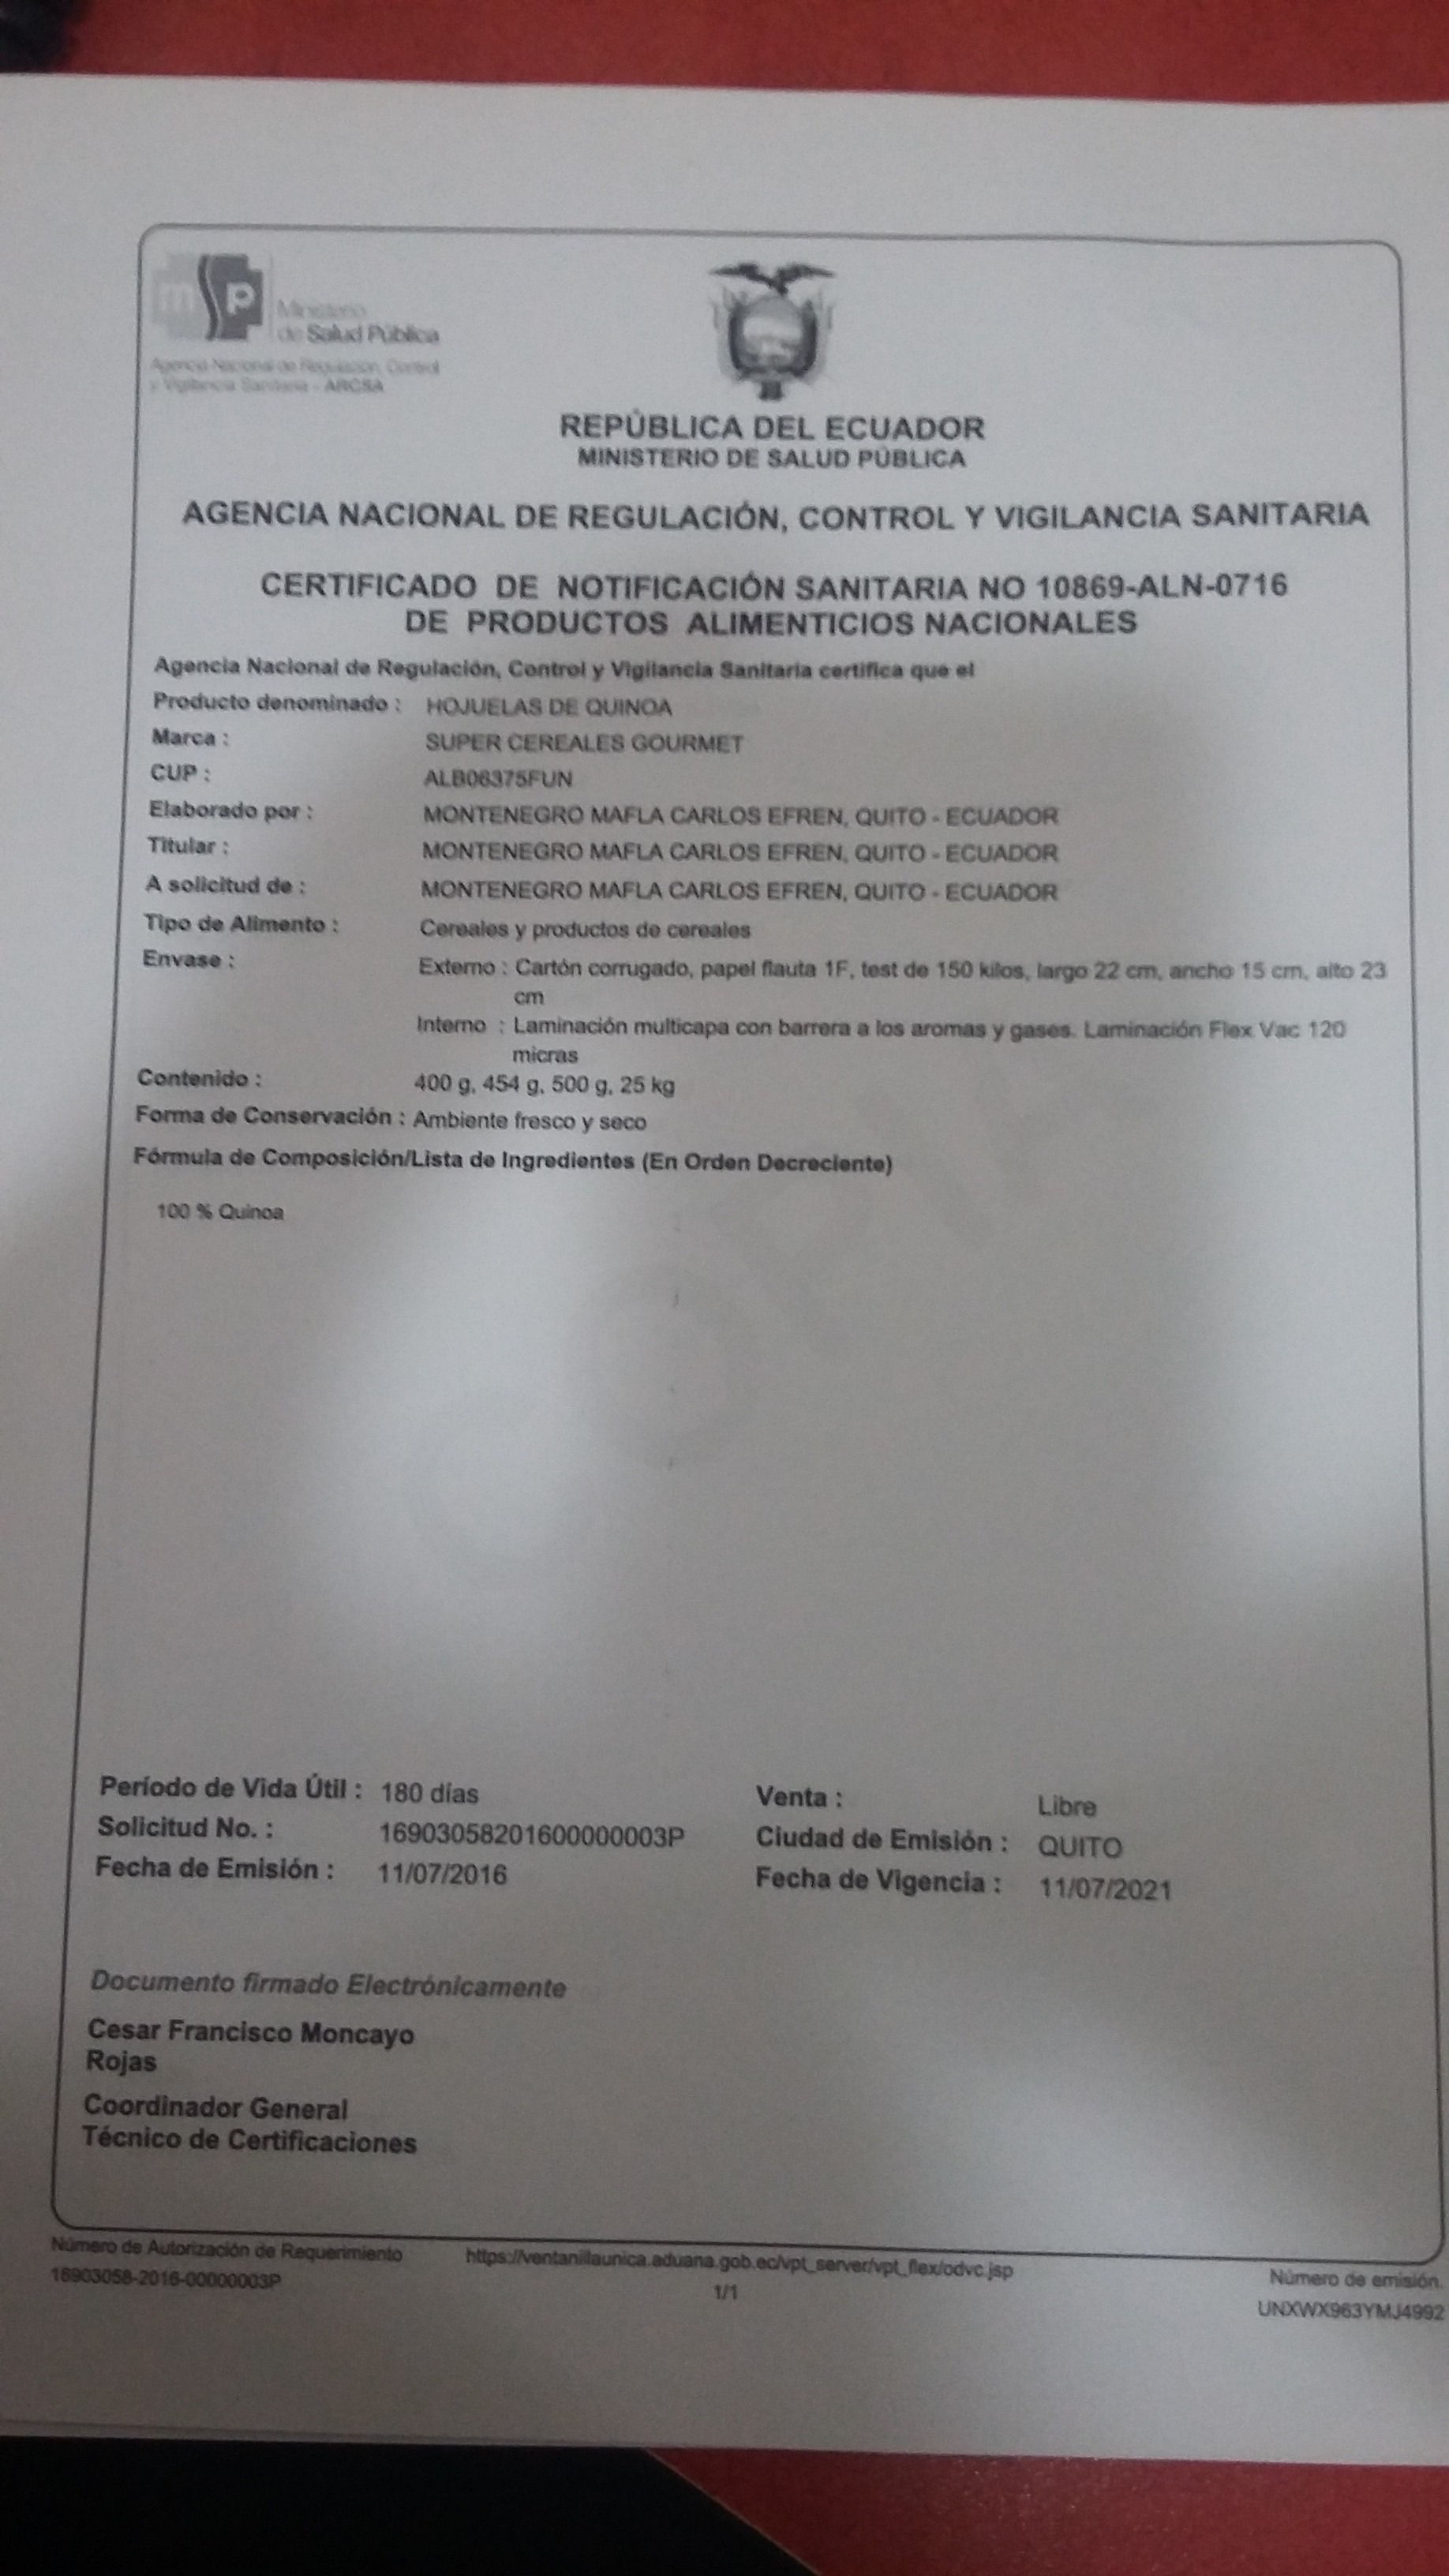 mSP Ministerio
de Salud Pública
Agencia Nacional de Regulación, Control
y Vigilancia Sanitaria - ARCSA
REPÚBLICA DEL ECUADOR
MINISTERIO DE SALUD PÚBLICA
AGENCIA NACIONAL DE REGULACIÓN, CONTROL Y VIGILANCIA SANITARIA
CERTIFICADO DE NOTIFICACIÓN SANITARIA NO 10869-ALN-0716
DE PRODUCTOS ALIMENTICIOS NACIONALES
Agencia Nacional de Regulación, Control y Vigilancia Sanitaria certifica que el
Producto denominado : HOJUELAS DE QUINOA
Marca : SUPER CEREALES GOURMET
CUP : ALB06375FUN
Elaborado por : MONTENEGRO MAFLA CARLOS EFREN, QUITO - ECUADOR
Titular : MONTENEGRO MAFLA CARLOS EFREN, QUITO - ECUADOR
A solicitud de : MONTENEGRO MAFLA CARLOS EFREN, QUITO - ECUADOR
Tipo de Alimento : Cereales y productos de cereales
Envase : Externo : Cartón corrugado, papel flauta 1F, test de 150 kilos, largo 22 cm, ancho 15 cm, alto 23
cm
Interno : Laminación multicapa con barrera a los aromas y gases. Laminación Flex Vac 120
micras
Contenido : 400 g, 454 g, 500 g, 25 kg
Forma de Conservación : Ambiente fresco y seco
Fórmula de Composición/Lista de Ingredientes (En Orden Decreciente)
100 % Quinoa
Período de Vida Útil : 180 días Venta : Libre
Solicitud No. : 16903058201600000003P Ciudad de Emisión : QUITO
Fecha de Emisión : 11/07/2016 Fecha de Vigencia : 11/07/2021
Documento firmado Electrónicamente
Cesar Francisco Moncayo
Rojas
Coordinador General
Técnico de Certificaciones
Número de Autorización de Requerimiento https://ventanillaunica.aduana.gob.ec/vpt_server/vpt_flex/odvc.jsp Número de emisión.
16903058-2016-00000003P 1/1 UNXWX963YMJ4992